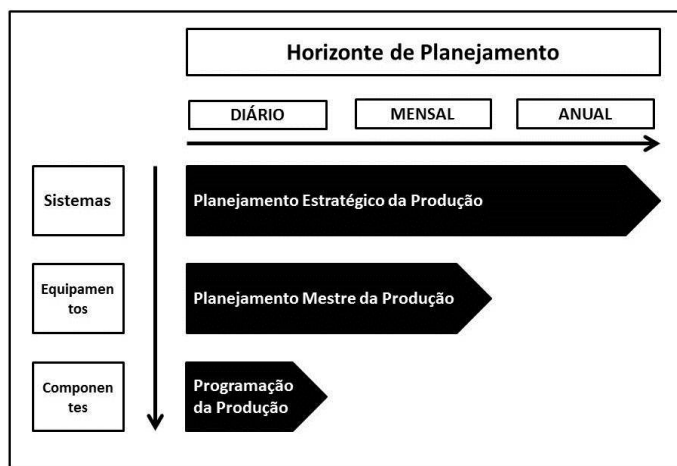 Horizonte de Planejamento
DIÁRIO
MENSAL
ANUAL
Sistemas
Planejamento Estratégico da Produção
Equipamen
tos
Planejamento Mestre da Produção
Componen
tes
Programação
da Produção